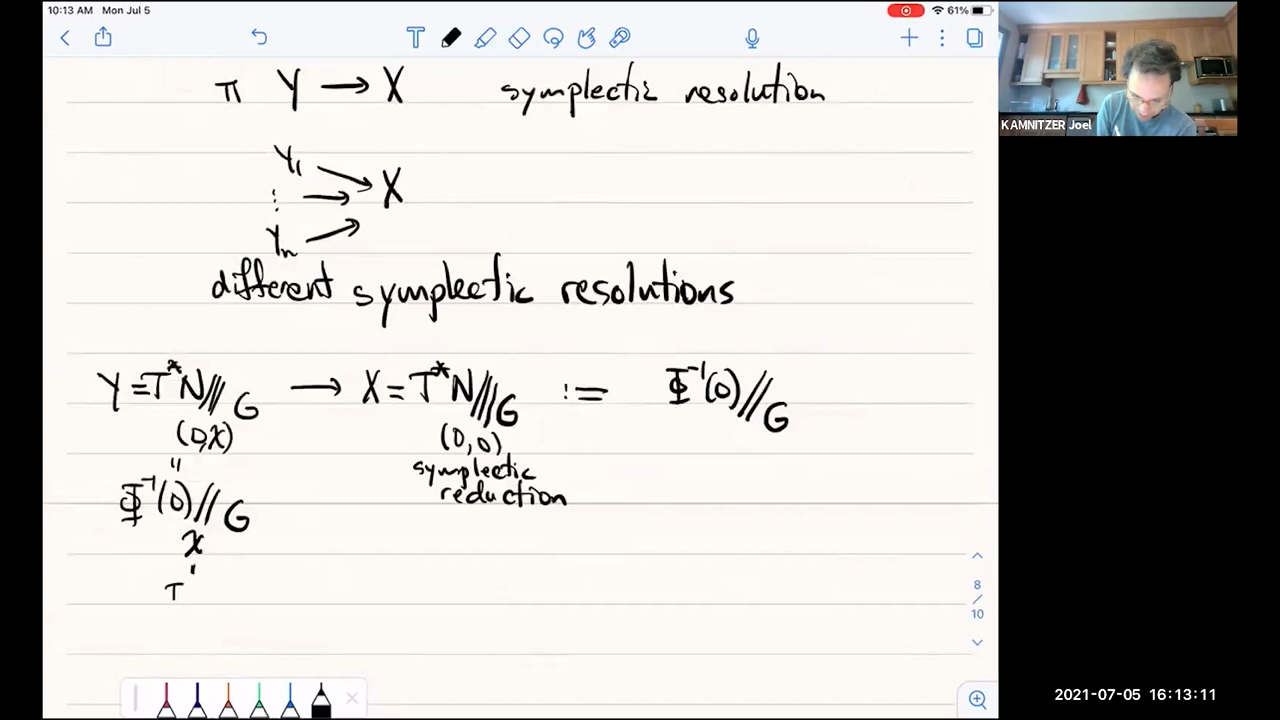 10:13 AM Mon Jul 5
61%
π Y → X symplectic resolution
KAMNITZER Joel
Y₁
⋮ → X
Yₙ
different symplectic resolutions
Y = T*N///G → X = T*N///G := Φ⁻¹(0)//G
(0,χ) (0,0)
" symplectic
reduction
Φ⁻¹(0)//G
χ
"
T
8
/
10
2021-07-05 16:13:11